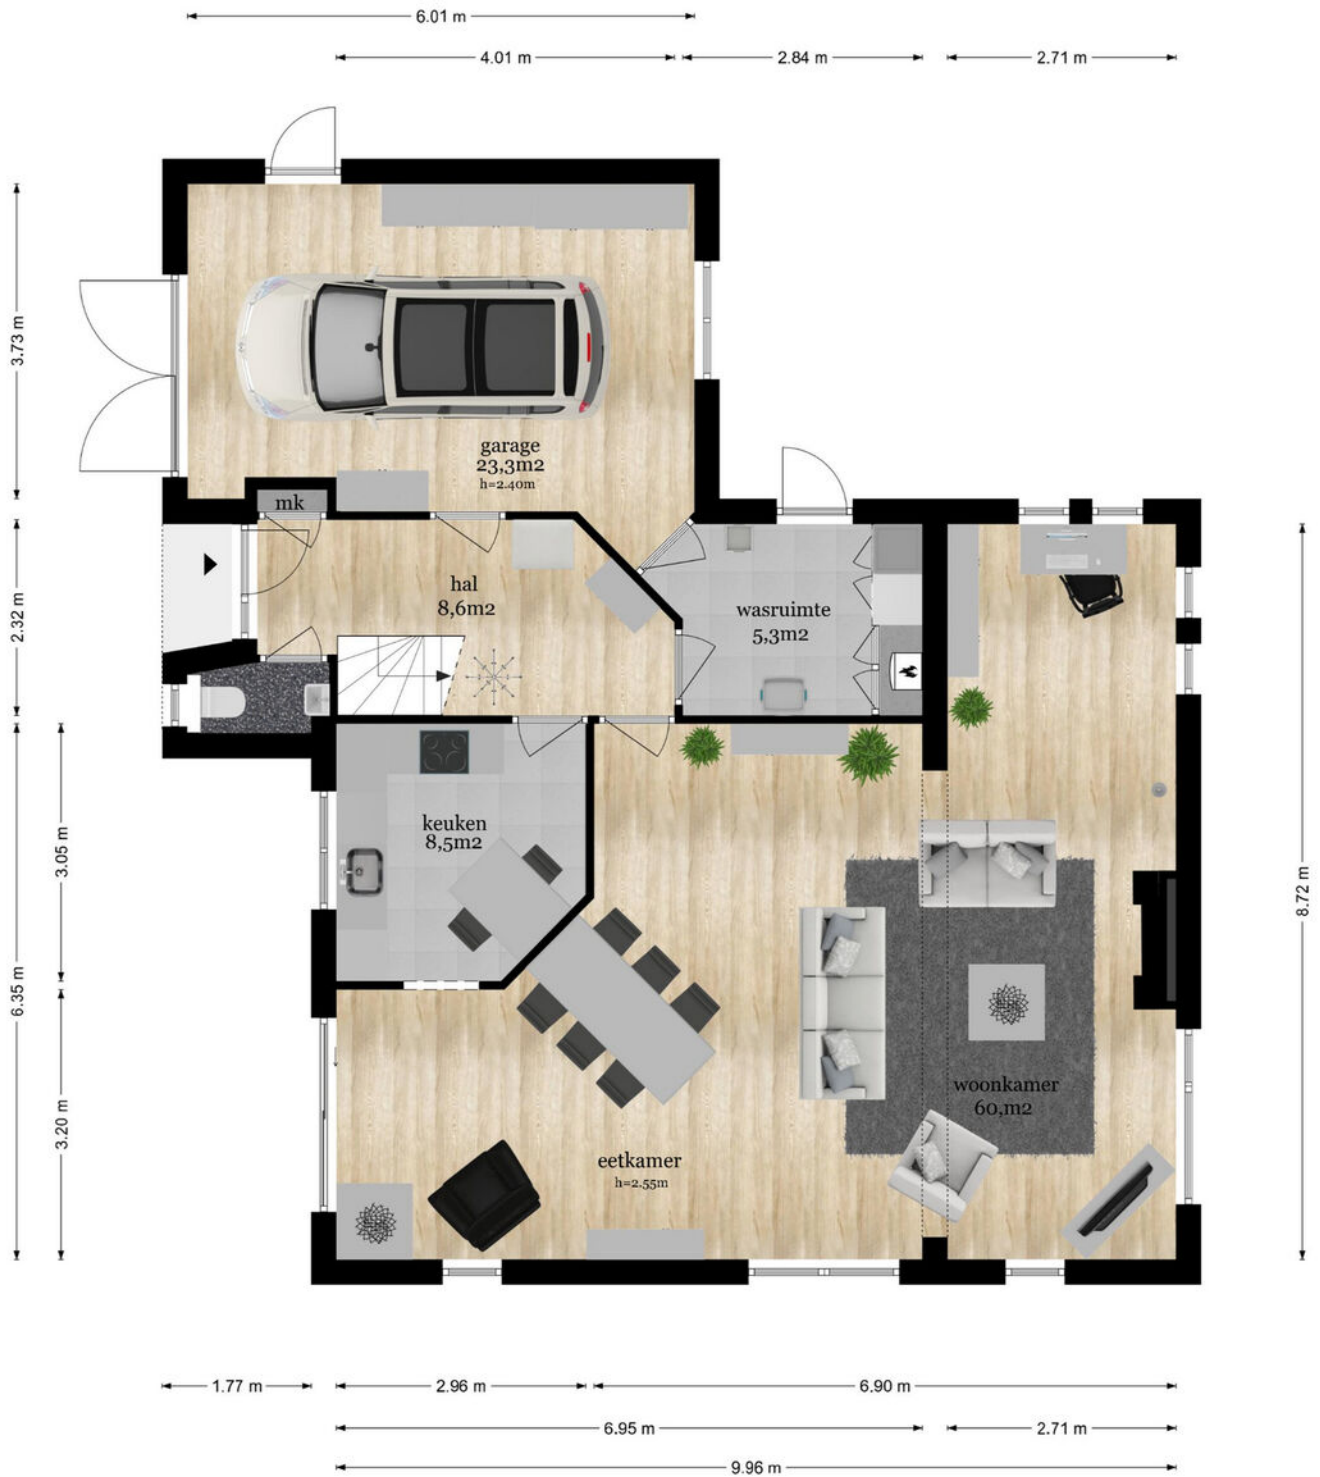 6.01 m
4.01 m
2.84 m
2.71 m
3.73 m
garage
23,3m2
h=2.40m
mk
2.32 m
hal
8,6m2
wasruimte
5,3m2
keuken
8,5m2
3.05 m
8.72 m
6.35 m
3.20 m
woonkamer
60,m2
eetkamer
h=2.55m
1.77 m
2.96 m
6.90 m
6.95 m
2.71 m
9.96 m